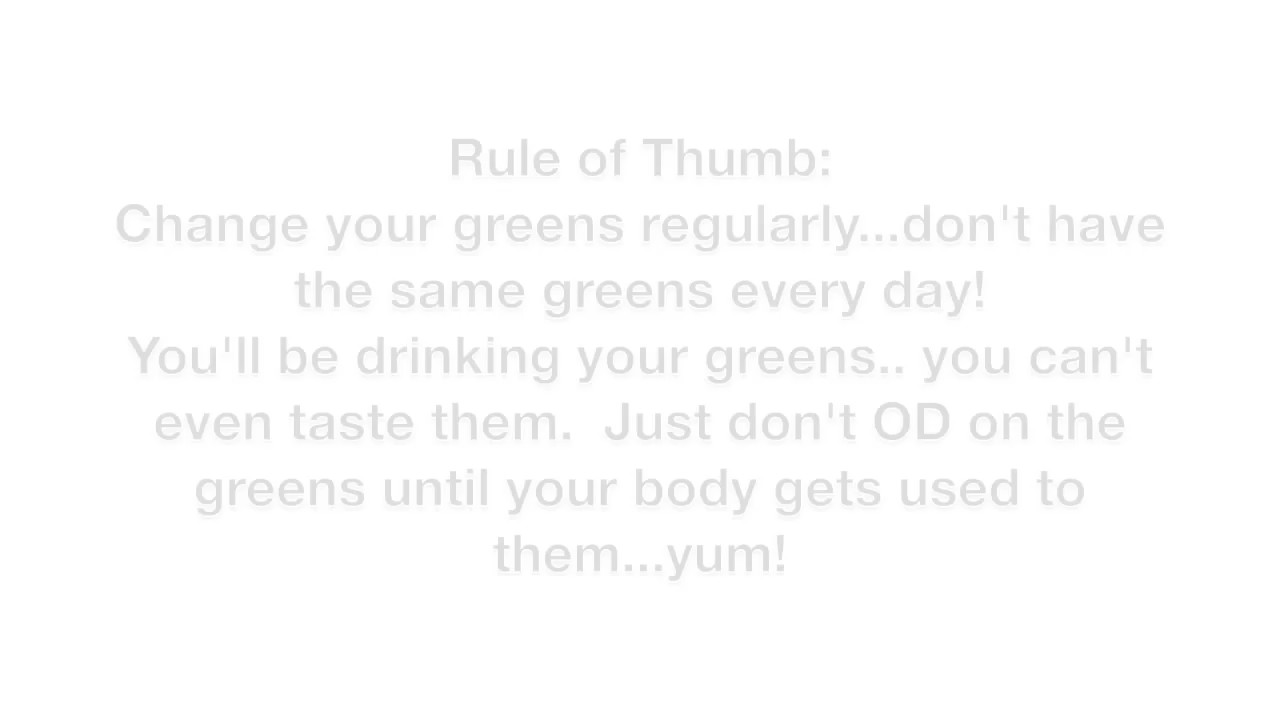 Rule of Thumb:
Change your greens regularly...don't have
the same greens every day!
You'll be drinking your greens.. you can't
even taste them.  Just don't OD on the
greens until your body gets used to
them...yum!